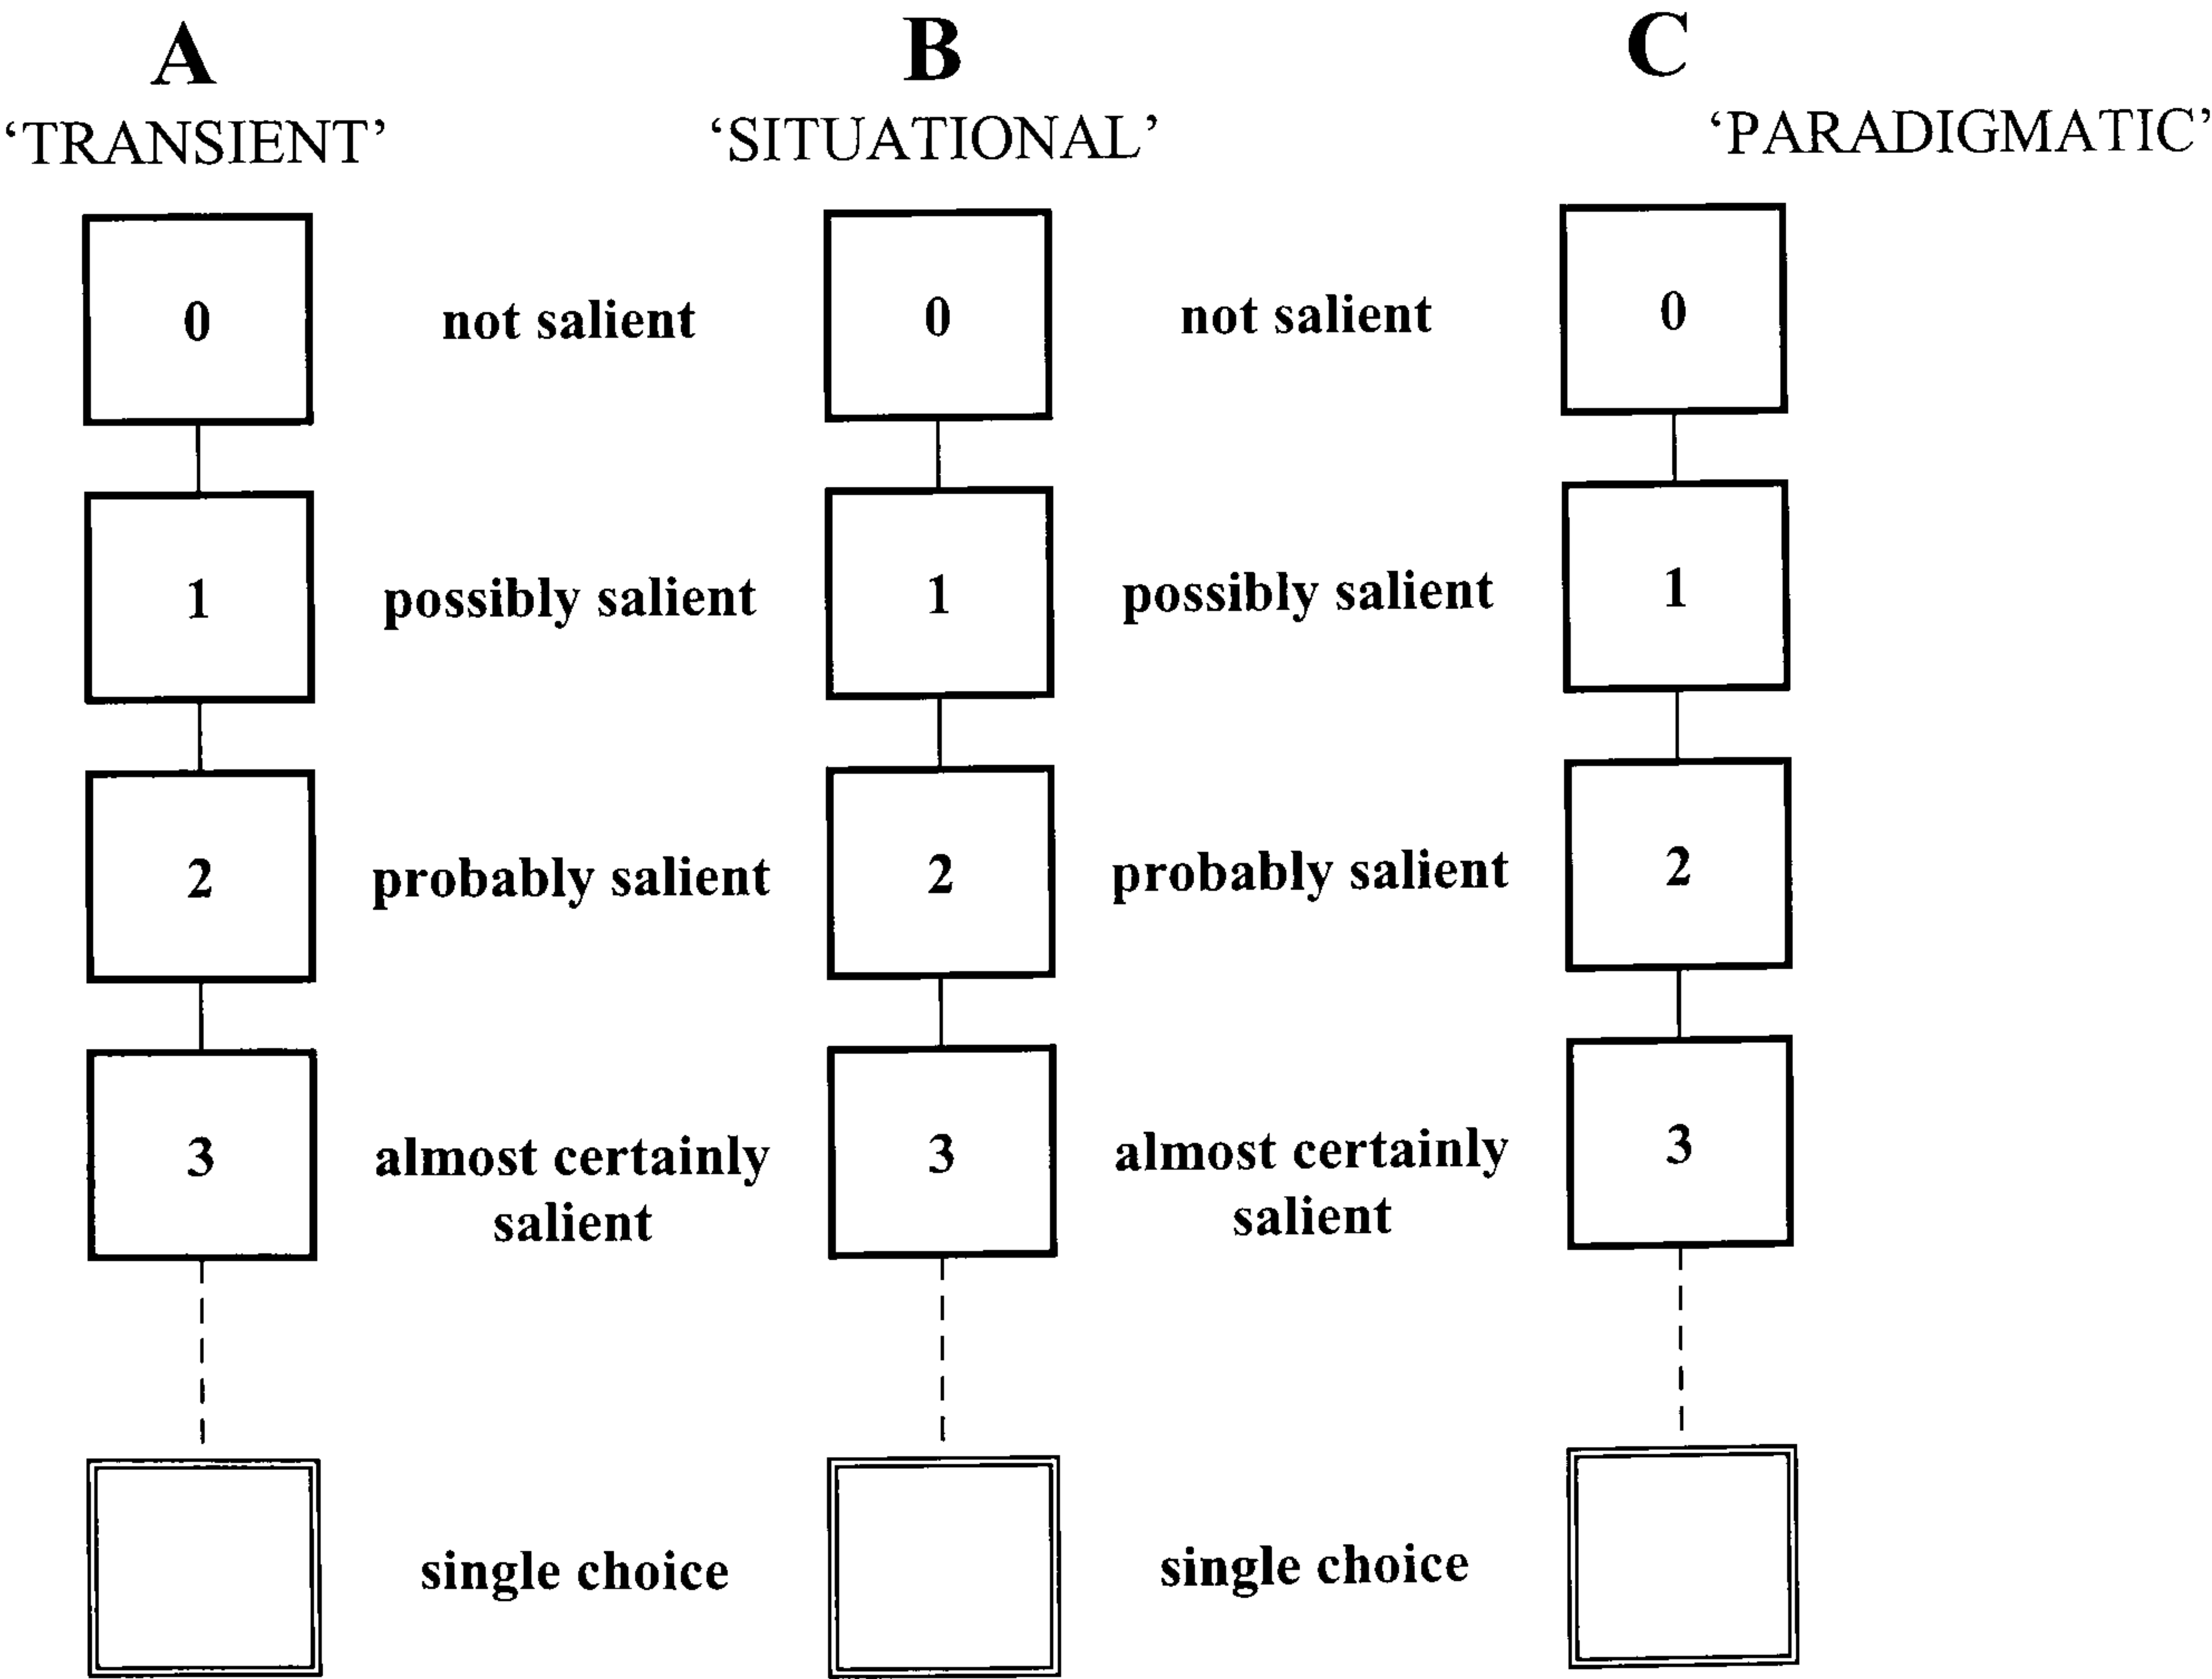 A B C
‘TRANSIENT’ ‘SITUATIONAL’ ‘PARADIGMATIC’
0 not salient 0 not salient 0
1 possibly salient 1 possibly salient 1
2 probably salient 2 probably salient 2
3 almost certainly 3 almost certainly 3
salient salient
single choice single choice